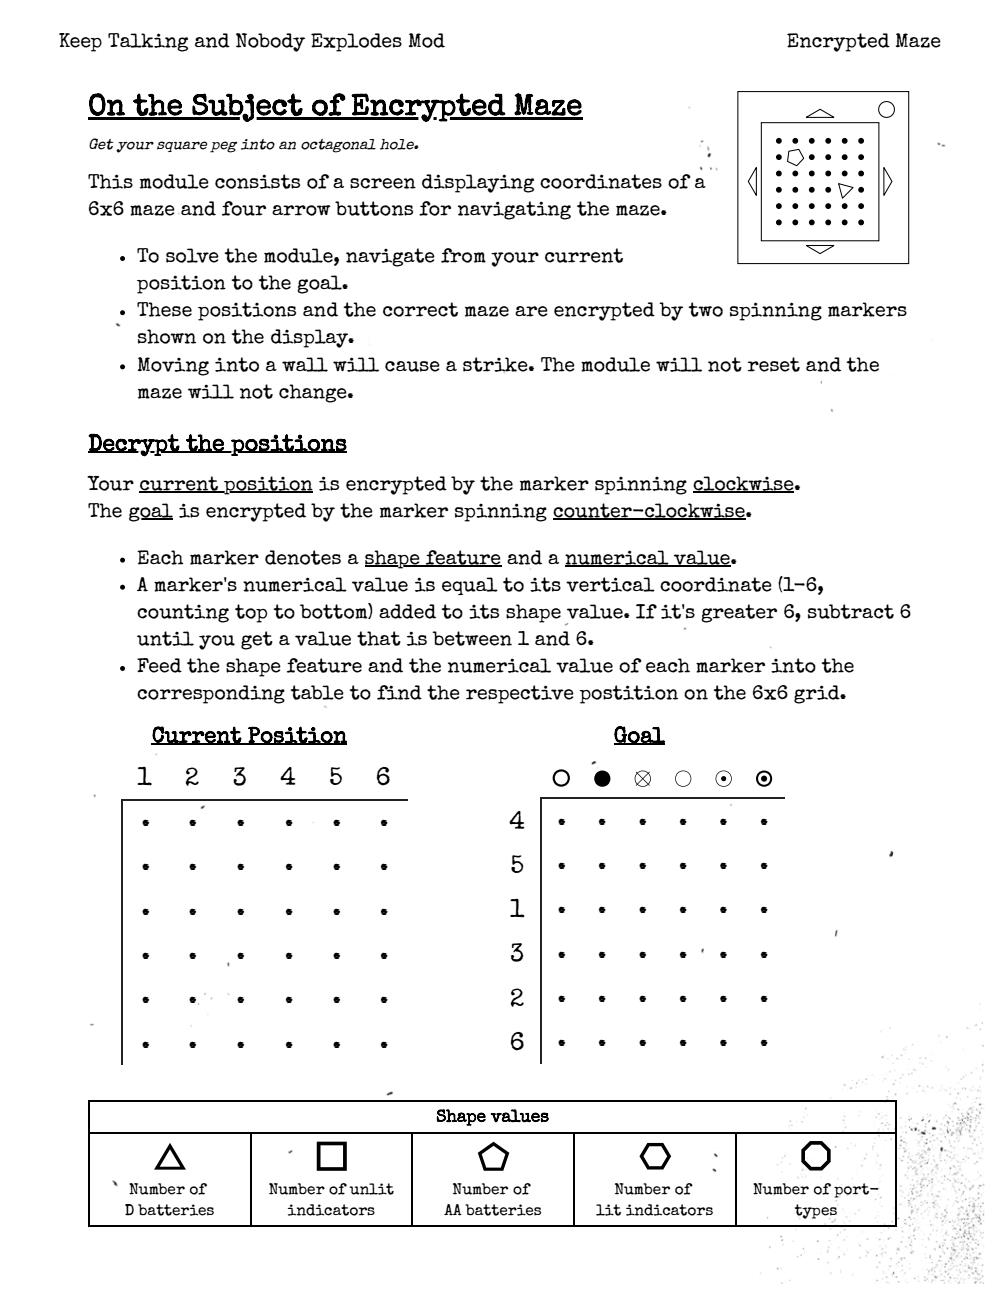 Keep Talking and Nobody Explodes Mod
Encrypted Maze
On the Subject of Encrypted Maze
Get your square peg into an octagonal hole.
This module consists of a screen displaying coordinates of a
6x6 maze and four arrow buttons for navigating the maze.
• To solve the module, navigate from your current
position to the goal.
• These positions and the correct maze are encrypted by two spinning markers
shown on the display.
• Moving into a wall will cause a strike. The module will not reset and the
maze will not change.
Decrypt the positions
Your current position is encrypted by the marker spinning clockwise.
The goal is encrypted by the marker spinning counter-clockwise.
• Each marker denotes a shape feature and a numerical value.
• A marker's numerical value is equal to its vertical coordinate (1-6,
counting top to bottom) added to its shape value. If it's greater 6, subtract 6
until you get a value that is between 1 and 6.
• Feed the shape feature and the numerical value of each marker into the
corresponding table to find the respective postition on the 6x6 grid.
Current Position
1 2 3 4 5 6
Goal
4
5
1
3
2
6
Shape values
Number of
D batteries
Number of unlit
indicators
Number of
AA batteries
Number of
lit indicators
Number of port-
types